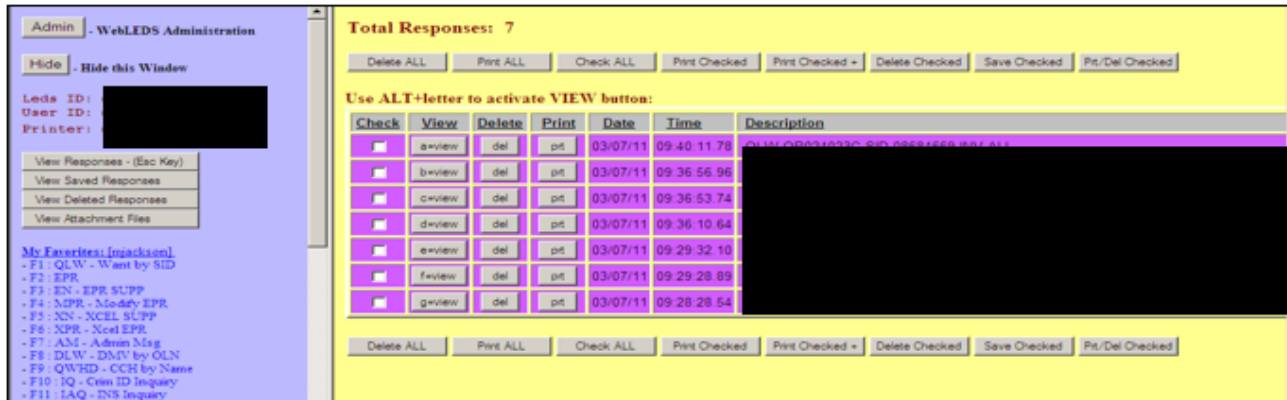 Admin - WebLEDS Administration
Hide - Hide this Window
Leds ID:
User ID:
Printer:
View Responses - (Esc Key)
View Saved Responses
View Deleted Responses
View Attachment Files
My Favorites: [mjackson]
- F1 : QLW - Want by SID
- F2 : EPR
- F3 : EN - EPR SUPP
- F4 : MPR - Modify EPR
- F5 : XN - XCEL SUPP
- F6 : XPR - Xcel EPR
- F7 : AM - Admin Msg
- F8 : DLW - DMV by OLN
- F9 : QWHD - CCH by Name
- F10 : IQ - Crim ID Inquiry
- F11 : IAQ - INS Inquiry
Total Responses: 7
Delete ALL Print ALL Check ALL Print Checked Print Checked + Delete Checked Save Checked Prt/Del Checked
Use ALT+letter to activate VIEW button:
Check View Delete Print Date Time Description
a=view del prt 03/07/11 09:40:11.78
b=view del prt 03/07/11 09:36:56.96
c=view del prt 03/07/11 09:36:53.74
d=view del prt 03/07/11 09:36:10.64
e=view del prt 03/07/11 09:29:32.10
f=view del prt 03/07/11 09:29:28.89
g=view del prt 03/07/11 09:28:28.54
Delete ALL Print ALL Check ALL Print Checked Print Checked + Delete Checked Save Checked Prt/Del Checked